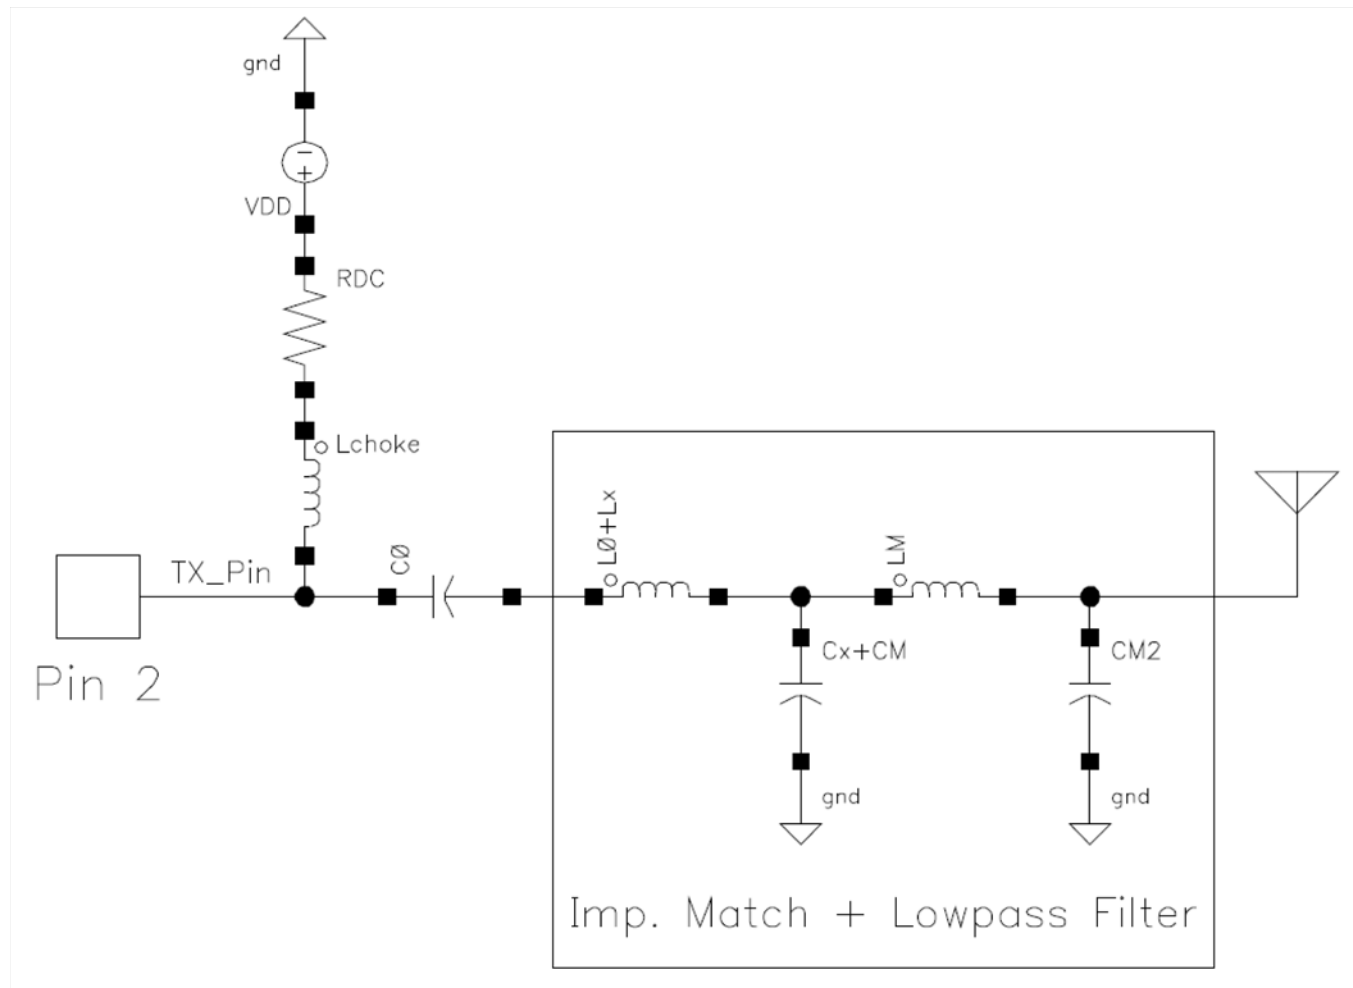 gnd
VDD
RDC
Lchoke
TX_Pin
CØ
LØ+Lx
LM
Pin 2
Cx+CM
CM2
gnd
gnd
Imp. Match + Lowpass Filter